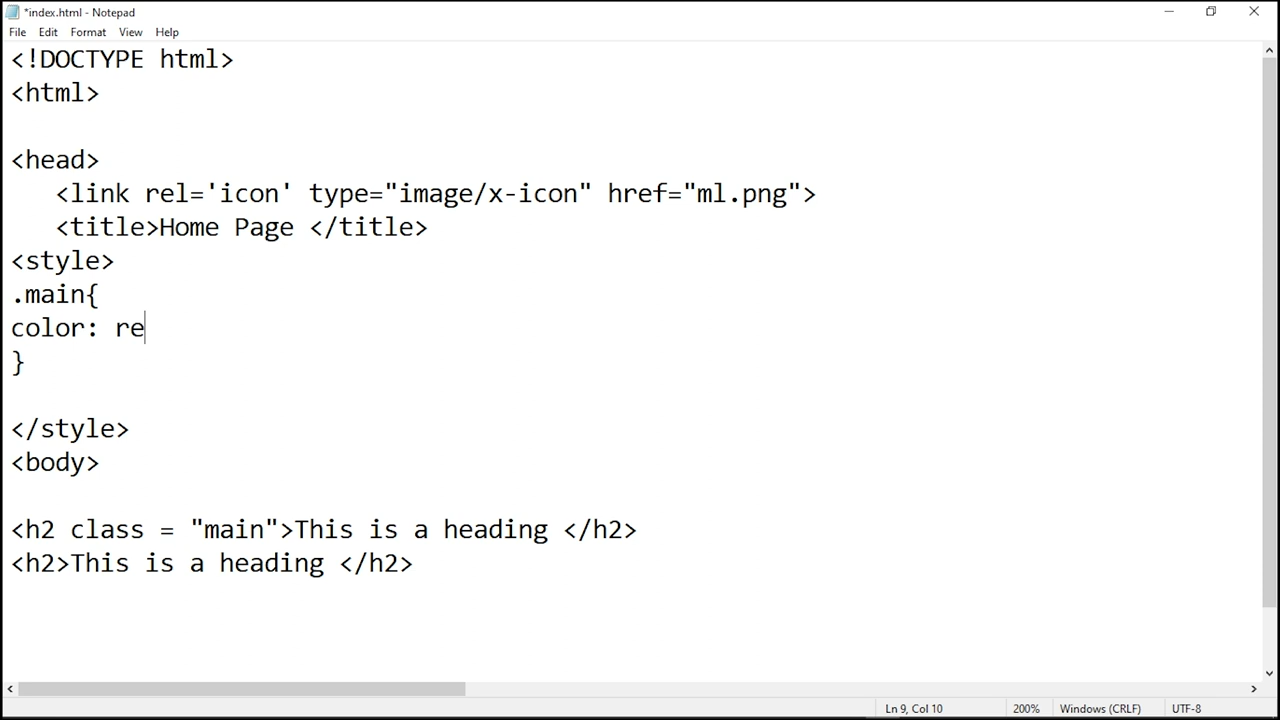 *index.html - Notepad
File Edit Format View Help
<!DOCTYPE html>
<html>
<head>
<link rel='icon' type="image/x-icon" href="ml.png">
<title>Home Page </title>
<style>
.main{
color: re
}
</style>
<body>
<h2 class = "main">This is a heading </h2>
<h2>This is a heading </h2>
Ln 9, Col 10 200% Windows (CRLF) UTF-8